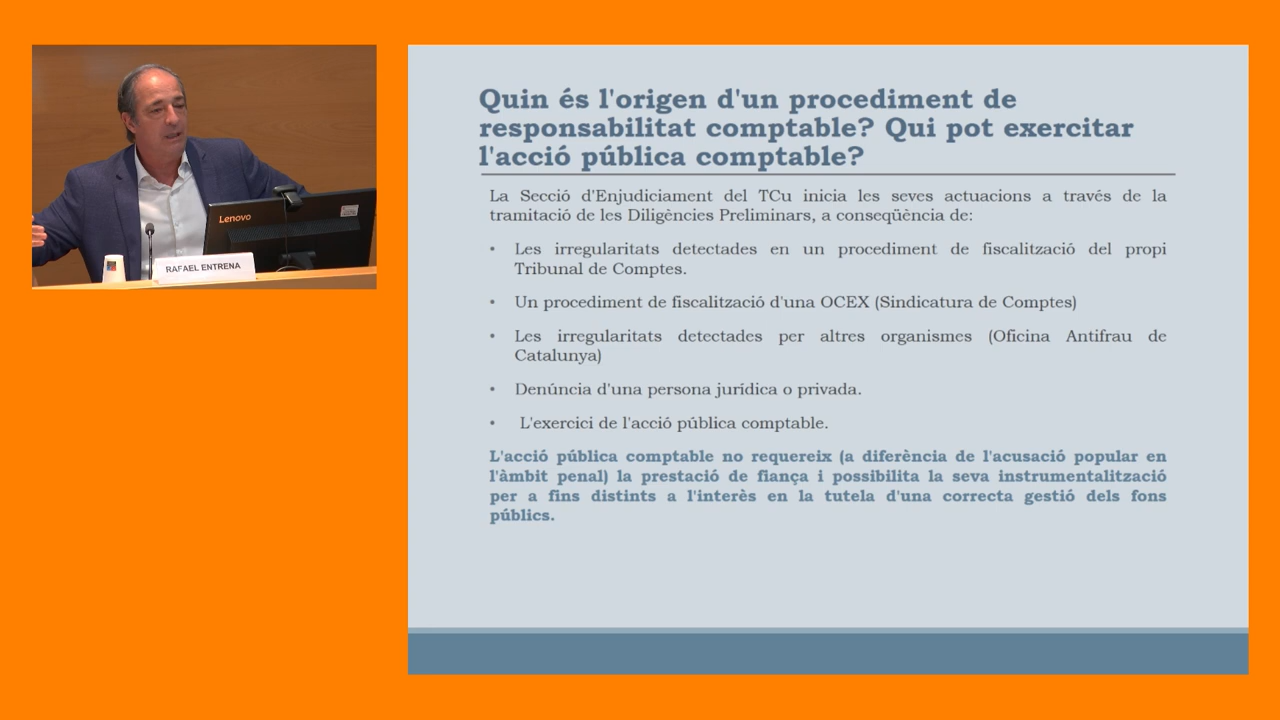 Lenovo
RAFAEL ENTRENA
Quin és l'origen d'un procediment de
responsabilitat comptable? Qui pot exercitar
l'acció pública comptable?
La Secció d'Enjudiciament del TCu inicia les seves actuacions a través de la
tramitació de les Diligències Preliminars, a conseqüència de:
• Les irregularitats detectades en un procediment de fiscalització del propi
Tribunal de Comptes.
• Un procediment de fiscalització d'una OCEX (Sindicatura de Comptes)
• Les irregularitats detectades per altres organismes (Oficina Antifrau de
Catalunya)
• Denúncia d'una persona jurídica o privada.
• L'exercici de l'acció pública comptable.
L'acció pública comptable no requereix (a diferència de l'acusació popular en
l'àmbit penal) la prestació de fiança i possibilita la seva instrumentalització
per a fins distints a l'interès en la tutela d'una correcta gestió dels fons
públics.